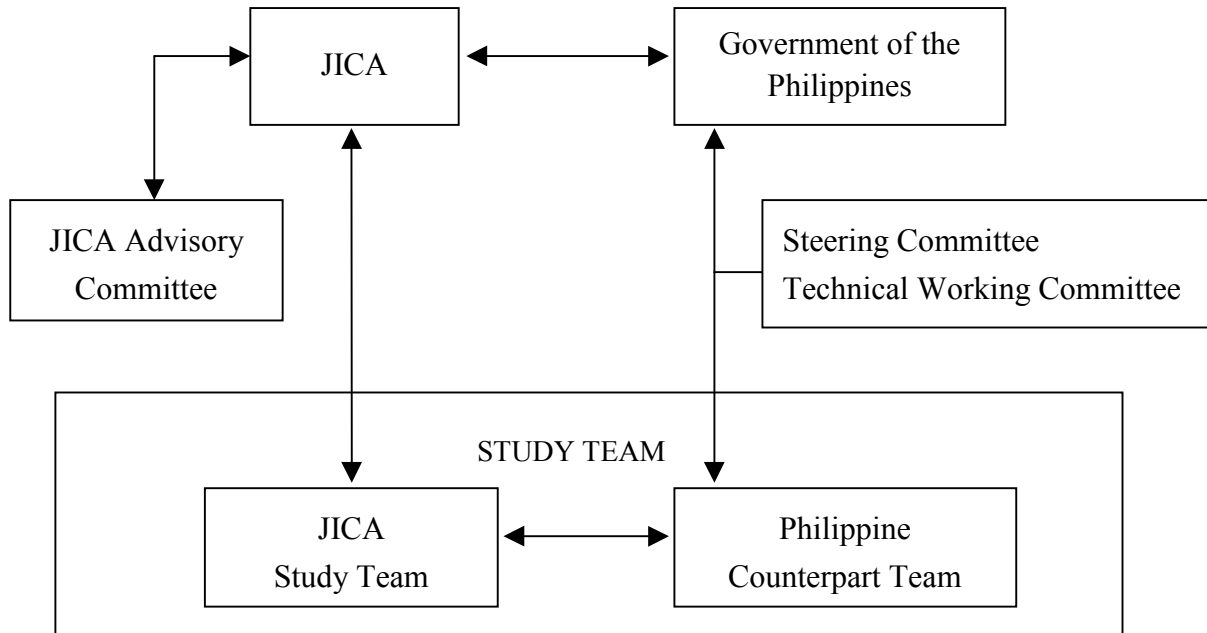 JICA
Government of the
Philippines
JICA Advisory
Committee
Steering Committee
Technical Working Committee
STUDY TEAM
JICA
Study Team
Philippine
Counterpart Team